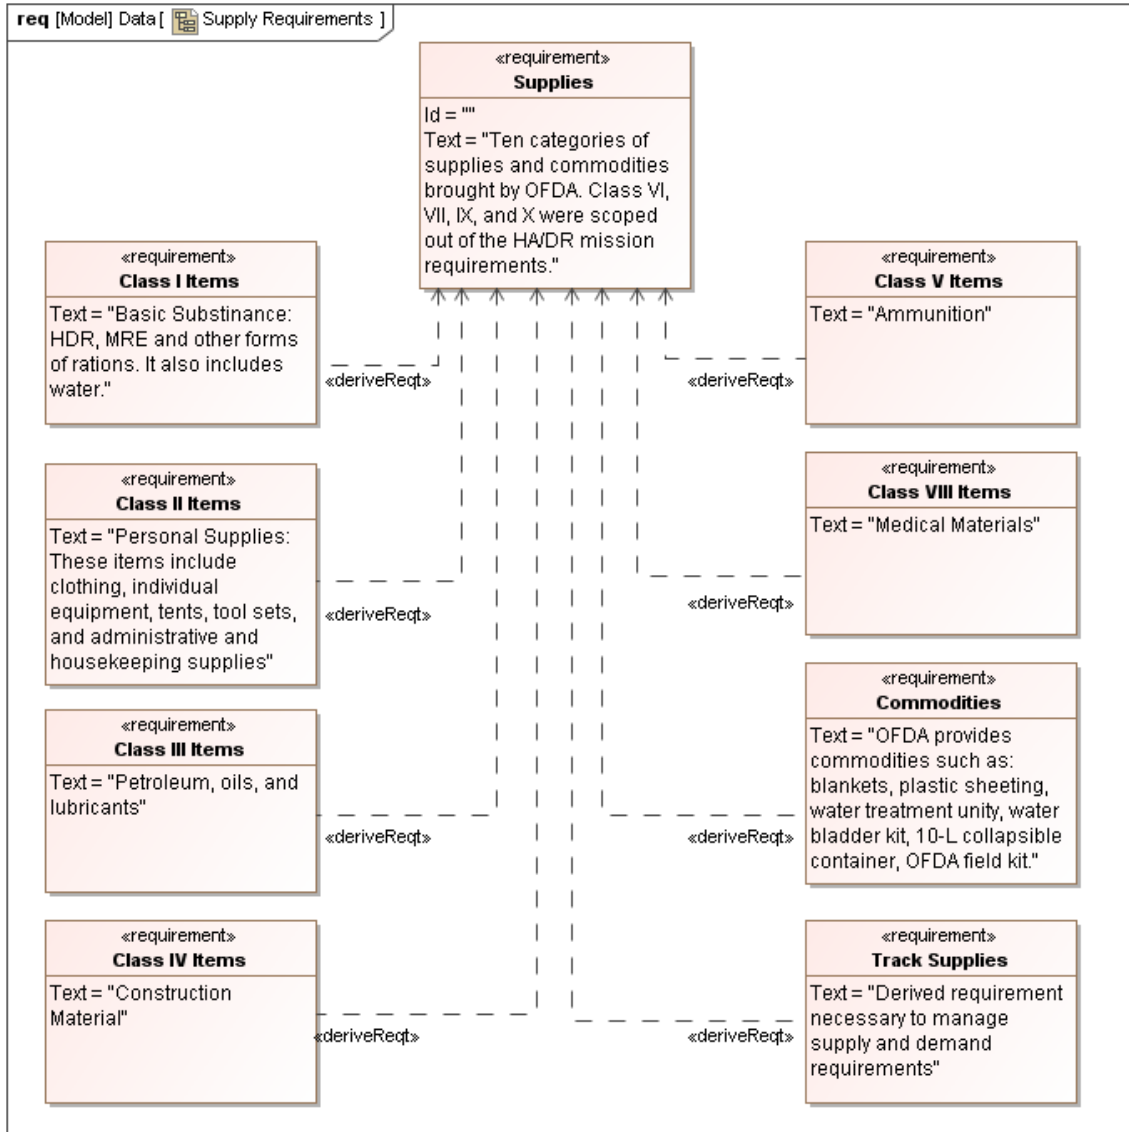 req [Model] Data [ Supply Requirements ]
«requirement»
Supplies
Id = ""
Text = "Ten categories of
supplies and commodities
brought by OFDA. Class VI,
VII, IX, and X were scoped
out of the HA/DR mission
requirements."
«requirement»
Class I Items
Text = "Basic Substinance:
HDR, MRE and other forms
of rations. It also includes
water."
«deriveReqt»
«requirement»
Class V Items
Text = "Ammunition"
«deriveReqt»
«requirement»
Class II Items
Text = "Personal Supplies:
These items include
clothing, individual
equipment, tents, tool sets,
and administrative and
housekeeping supplies"
«deriveReqt»
«requirement»
Class VIII Items
Text = "Medical Materials"
«deriveReqt»
«requirement»
Class III Items
Text = "Petroleum, oils, and
lubricants"
«deriveReqt»
«requirement»
Commodities
Text = "OFDA provides
commodities such as:
blankets, plastic sheeting,
water treatment unity, water
bladder kit, 10-L collapsible
container, OFDA field kit."
«deriveReqt»
«requirement»
Class IV Items
Text = "Construction
Material"
«deriveReqt»
«requirement»
Track Supplies
Text = "Derived requirement
necessary to manage
supply and demand
requirements"
«deriveReqt»